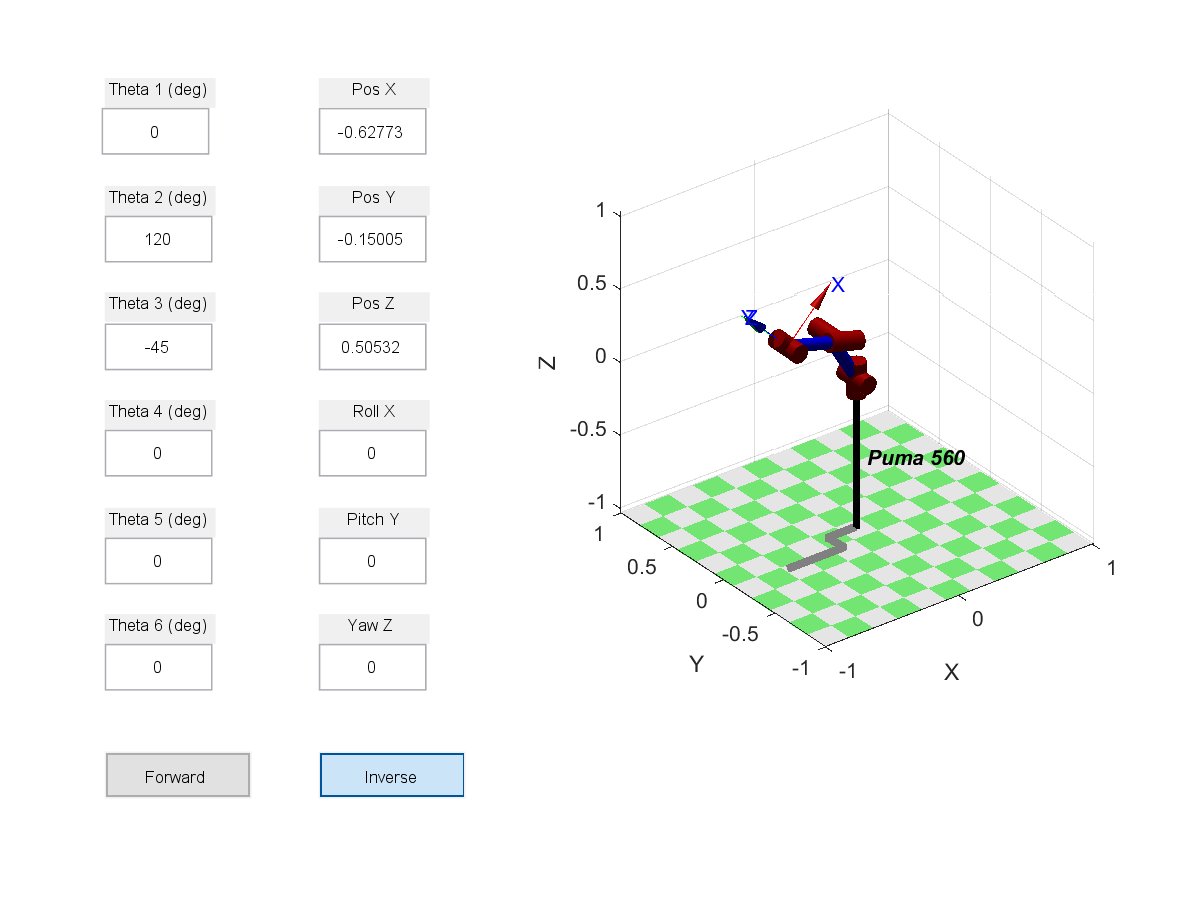 Theta 1 (deg)
0
Pos X
-0.62773
Theta 2 (deg)
120
Pos Y
-0.15005
Theta 3 (deg)
-45
Pos Z
0.50532
Theta 4 (deg)
0
Roll X
0
Theta 5 (deg)
0
Pitch Y
0
Theta 6 (deg)
0
Yaw Z
0
Forward
Inverse
1
0.5
0
-0.5
-1
Z
X
Y
Z
Puma 560
1
0.5
0
-0.5
-1
Y
-1
0
1
X